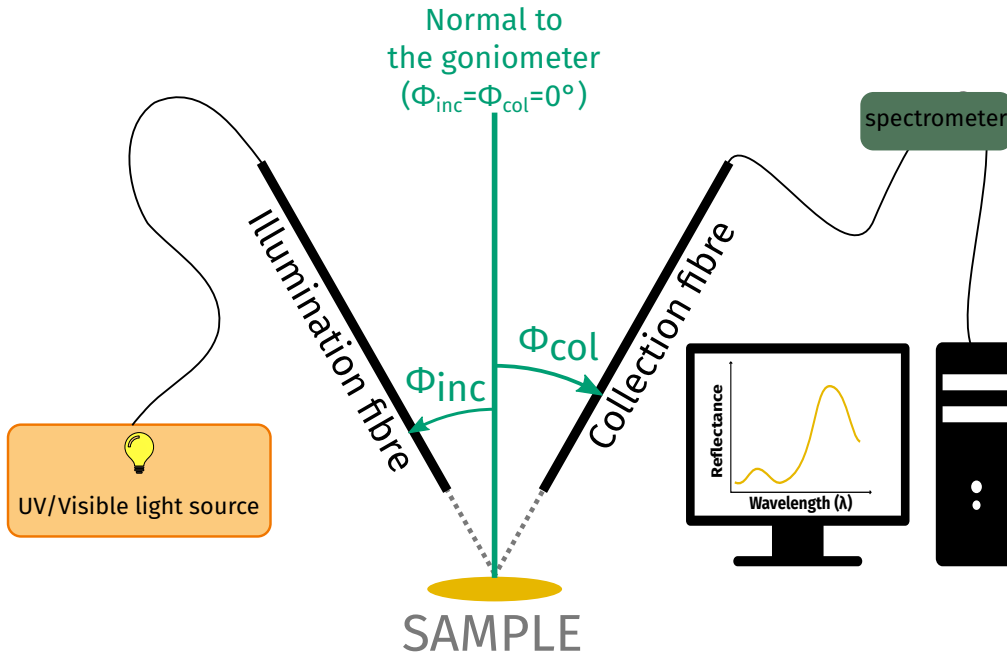 Normal to
the goniometer
(Φinc=Φcol=0°)
spectrometer
Illumination fibre
Collection fibre
Φcol
Φinc
UV/Visible light source
Reflectance
Wavelength (λ)
SAMPLE